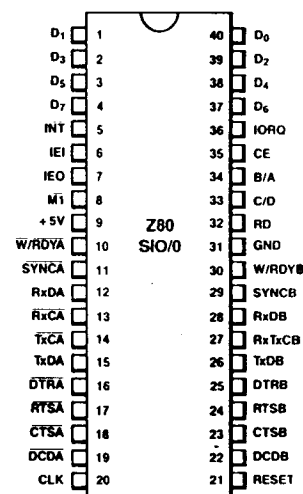 D1 1 40 D0
D3 2 39 D2
D5 3 38 D4
D7 4 37 D6
INT 5 36 IORQ
IEI 6 35 CE
IEO 7 34 B/A
M1 8 33 C/D
+5V 9 32 RD
Z80
SIO/0
W/RDYA 10 31 GND
SYNCA 11 30 W/RDYB
RxDA 12 29 SYNCB
RxCA 13 28 RxDB
TxCA 14 27 RxTxCB
TxDA 15 26 TxDB
DTRA 16 25 DTRB
RTSA 17 24 RTSB
CTSA 18 23 CTSB
DCDA 19 22 DCDB
CLK 20 21 RESET